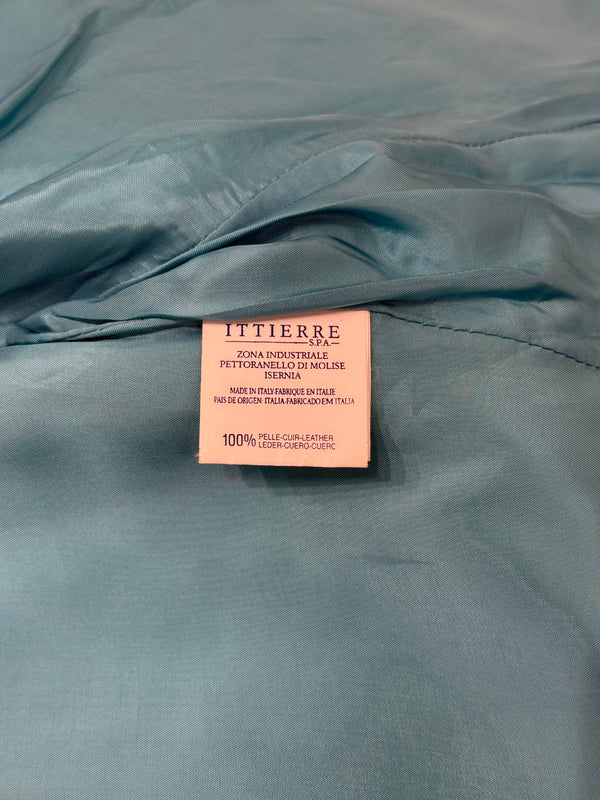 ITTIERRE
S.P.A.
ZONA INDUSTRIALE
PETTORANELLO DI MOLISE
ISERNIA
MADE IN ITALY-FABRIQUE EN ITALIE
PAIS DE ORIGEN: ITALIA-FABRICADO EM ITALIA
100% PELLE-CUIR-LEATHER
LEDER-CUERO-CUERO